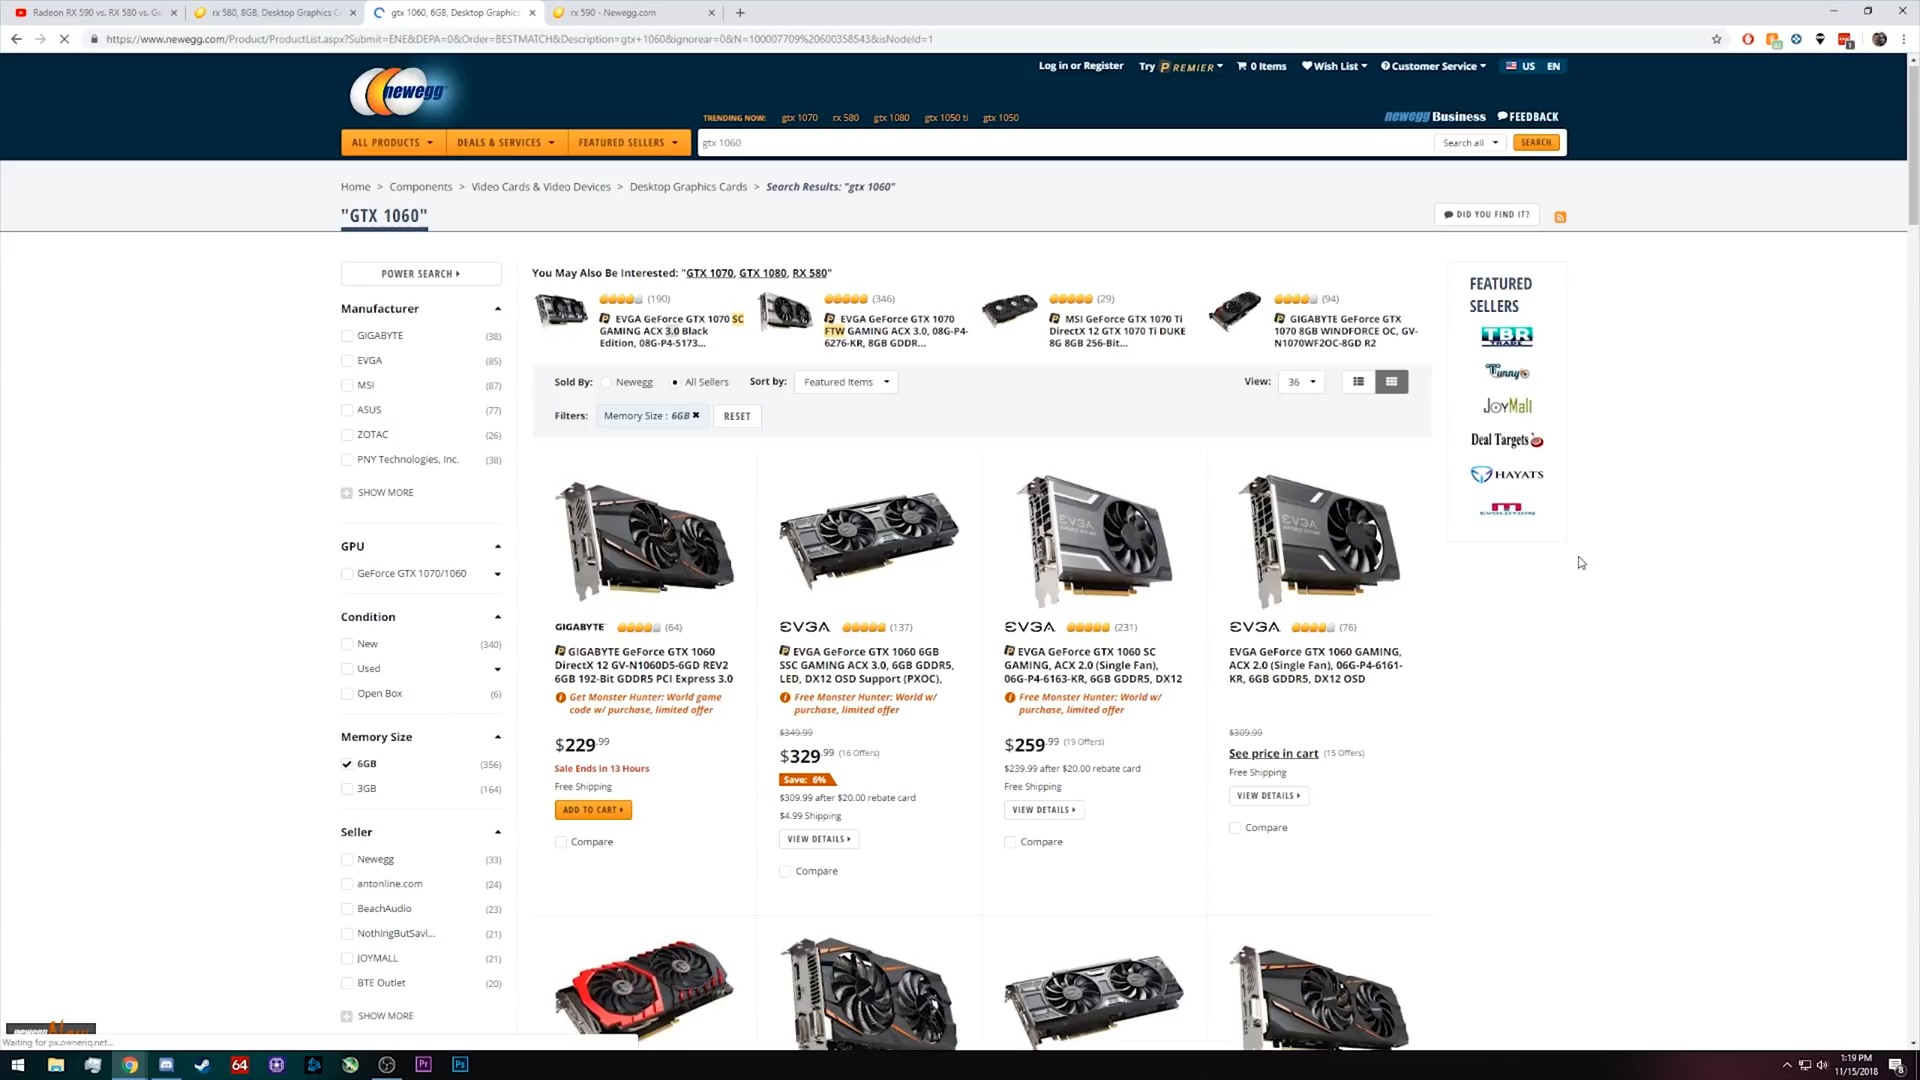 Radeon RX 590 vs. RX 580 vs. Ge
rx 580, 8GB, Desktop Graphics C
gtx 1060, 6GB, Desktop Graphics
rx 590 - Newegg.com
https://www.newegg.com/Product/ProductList.aspx?Submit=ENE&DEPA=0&Order=BESTMATCH&Description=gtx+1060&ignorear=0&N=100007709%20600358543&isNodeId=1
newegg
Log in or Register
Try PREMIER
0 Items
Wish List
Customer Service
US
EN
TRENDING NOW: gtx 1070 rx 580 gtx 1080 gtx 1050 ti gtx 1050
newegg Business
FEEDBACK
ALL PRODUCTS
DEALS & SERVICES
FEATURED SELLERS
gtx 1060
Search all
SEARCH
Home > Components > Video Cards & Video Devices > Desktop Graphics Cards > Search Results: "gtx 1060"
"GTX 1060"
DID YOU FIND IT?
POWER SEARCH
Manufacturer
GIGABYTE (38)
EVGA (85)
MSI (87)
ASUS (77)
ZOTAC (26)
PNY Technologies, Inc. (38)
SHOW MORE
GPU
GeForce GTX 1070/1060
Condition
New (340)
Used
Open Box (6)
Memory Size
6GB (356)
3GB (164)
Seller
Newegg (33)
antonline.com (24)
BeachAudio (23)
NothingButSavi... (21)
JOYMALL (21)
BTE Outlet (20)
SHOW MORE
You May Also Be Interested: "GTX 1070, GTX 1080, RX 580"
(190)
EVGA GeForce GTX 1070 SC
GAMING ACX 3.0 Black
Edition, 08G-P4-5173...
(346)
EVGA GeForce GTX 1070
FTW GAMING ACX 3.0, 08G-P4-
6276-KR, 8GB GDDR...
(29)
MSI GeForce GTX 1070 Ti
DirectX 12 GTX 1070 Ti DUKE
8G 8GB 256-Bit...
(94)
GIGABYTE GeForce GTX
1070 8GB WINDFORCE OC, GV-
N1070WF2OC-8GD R2
Sold By: Newegg All Sellers
Sort by: Featured Items
View: 36
Filters: Memory Size : 6GB
RESET
GIGABYTE (64)
GIGABYTE GeForce GTX 1060
DirectX 12 GV-N1060D5-6GD REV2
6GB 192-Bit GDDR5 PCI Express 3.0
Get Monster Hunter: World game
code w/ purchase, limited offer
$229.99
Sale Ends in 13 Hours
Free Shipping
ADD TO CART
Compare
EVGA (137)
EVGA GeForce GTX 1060 6GB
SSC GAMING ACX 3.0, 6GB GDDR5,
LED, DX12 OSD Support (PXOC),
Free Monster Hunter: World w/
purchase, limited offer
$349.99
$329.99 (16 Offers)
Save: 6%
$309.99 after $20.00 rebate card
$4.99 Shipping
VIEW DETAILS
Compare
EVGA (231)
EVGA GeForce GTX 1060 SC
GAMING, ACX 2.0 (Single Fan),
06G-P4-6163-KR, 6GB GDDR5, DX12
Free Monster Hunter: World w/
purchase, limited offer
$259.99 (19 Offers)
$239.99 after $20.00 rebate card
Free Shipping
VIEW DETAILS
Compare
EVGA (76)
EVGA GeForce GTX 1060 GAMING,
ACX 2.0 (Single Fan), 06G-P4-6161-
KR, 6GB GDDR5, DX12 OSD
$309.99
See price in cart (15 Offers)
Free Shipping
VIEW DETAILS
Compare
FEATURED
SELLERS
TBR
TRADE
Tunnyo
JoyMall
Deal Targets
HAYATS
EVOLUTION
Waiting for px.owneriq.net...
64
Pr
Ps
1:19 PM
11/15/2018